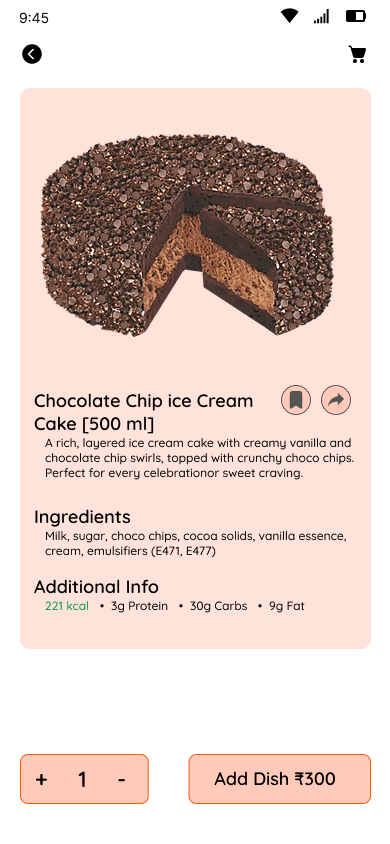 9:45
Chocolate Chip ice Cream
Cake [500 ml]
A rich, layered ice cream cake with creamy vanilla and
chocolate chip swirls, topped with crunchy choco chips.
Perfect for every celebrationor sweet craving.
Ingredients
Milk, sugar, choco chips, cocoa solids, vanilla essence,
cream, emulsifiers (E471, E477)
Additional Info
221 kcal • 3g Protein • 30g Carbs • 9g Fat
+ 1 -
Add Dish ₹300